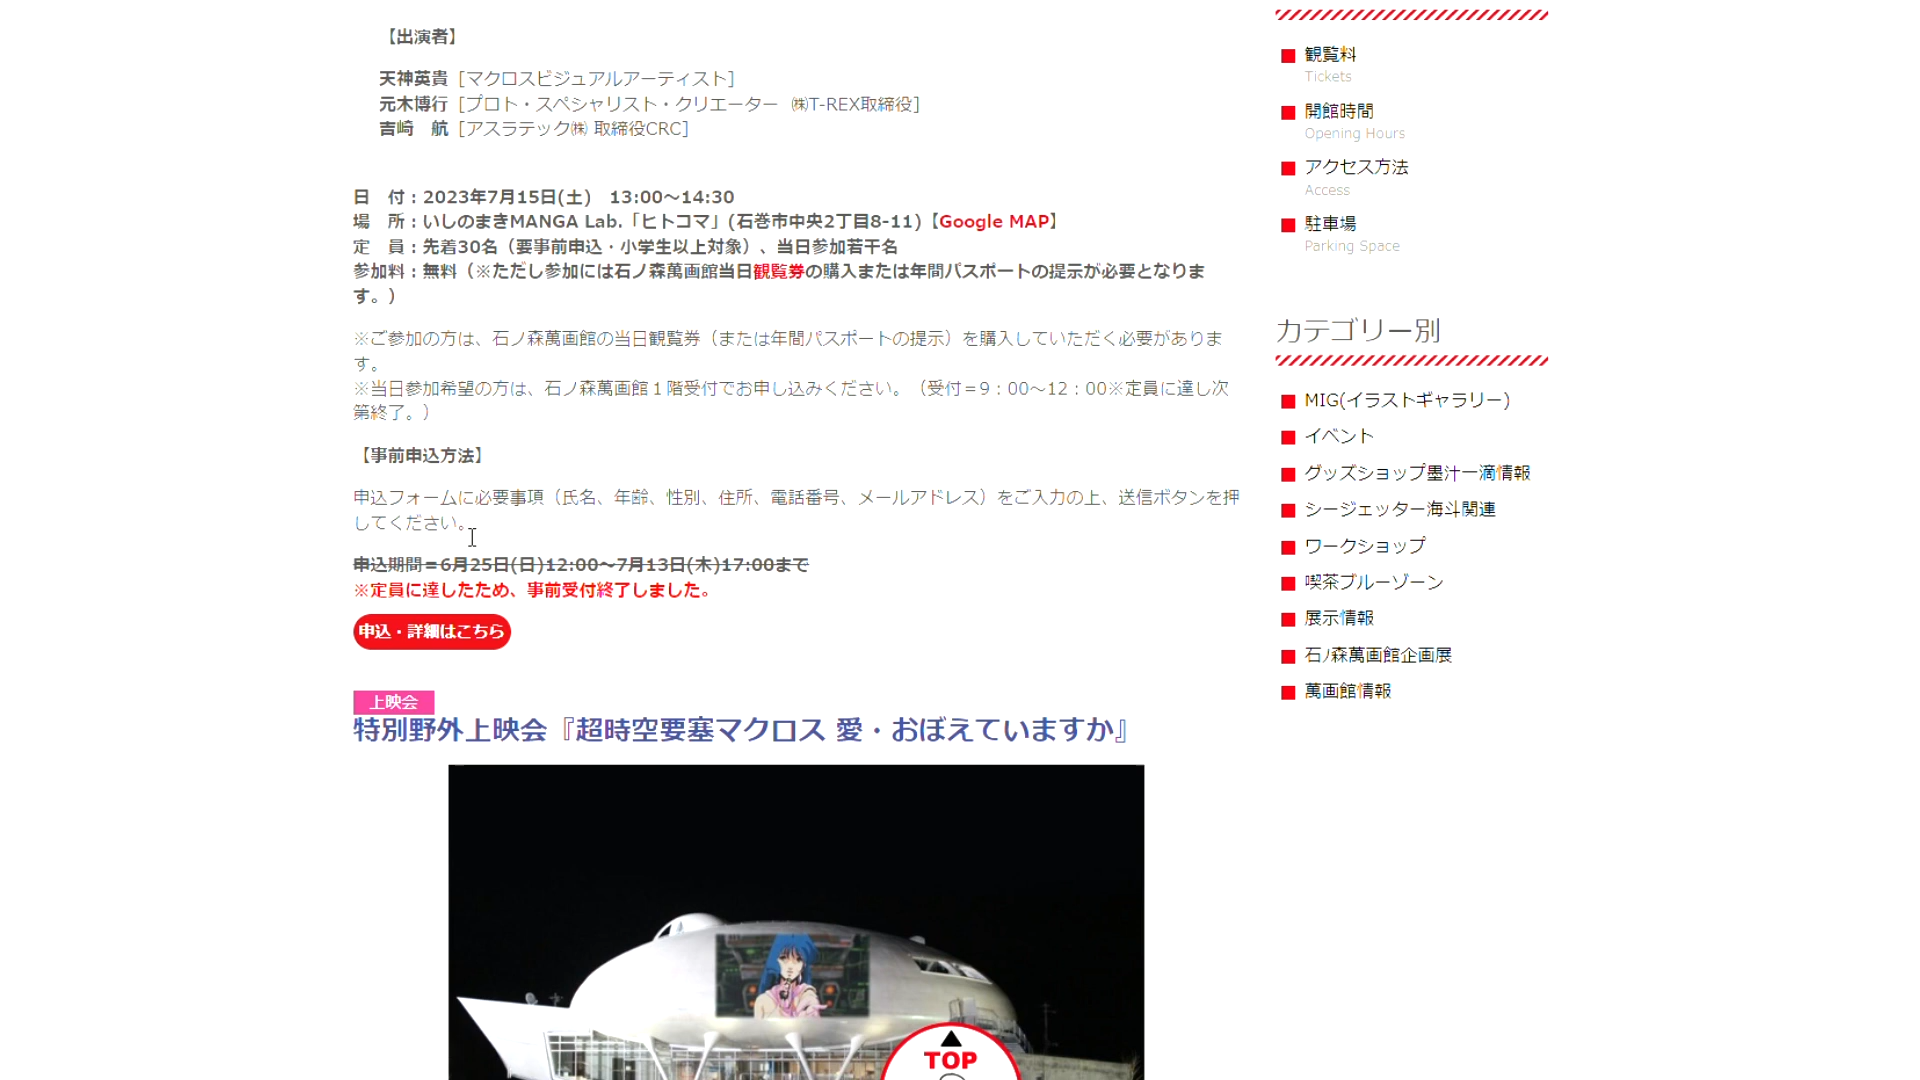 【出演者】
天神英貴 [マクロスビジュアルアーティスト]
元木博行 [プロト・スペシャリスト・クリエーター ㈱T-REX取締役]
吉崎　航 [アスラテック㈱ 取締役CRC]
日　付：2023年7月15日(土)　13:00～14:30
場　所：いしのまきMANGA Lab.「ヒトコマ」(石巻市中央2丁目8-11)【Google MAP】
定　員：先着30名（要事前申込・小学生以上対象）、当日参加若干名
参加料：無料（※ただし参加には石ノ森萬画館当日観覧券の購入または年間パスポートの提示が必要となりま
す。）
※ご参加の方は、石ノ森萬画館の当日観覧券（または年間パスポートの提示）を購入していただく必要がありま
す。
※当日参加希望の方は、石ノ森萬画館１階受付でお申し込みください。（受付＝9：00～12：00※定員に達し次
第終了。）
【事前申込方法】
申込フォームに必要事項（氏名、年齢、性別、住所、電話番号、メールアドレス）をご入力の上、送信ボタンを押
してください。
申込期間＝6月25日(日)12:00～7月13日(木)17:00まで
※定員に達したため、事前受付終了しました。
申込・詳細はこちら
上映会
特別野外上映会『超時空要塞マクロス 愛・おぼえていますか』
TOP
観覧料
Tickets
開館時間
Opening Hours
アクセス方法
Access
駐車場
Parking Space
カテゴリー別
MIG(イラストギャラリー)
イベント
グッズショップ墨汁一滴情報
シージェッター海斗関連
ワークショップ
喫茶ブルーゾーン
展示情報
石ﾉ森萬画館企画展
萬画館情報